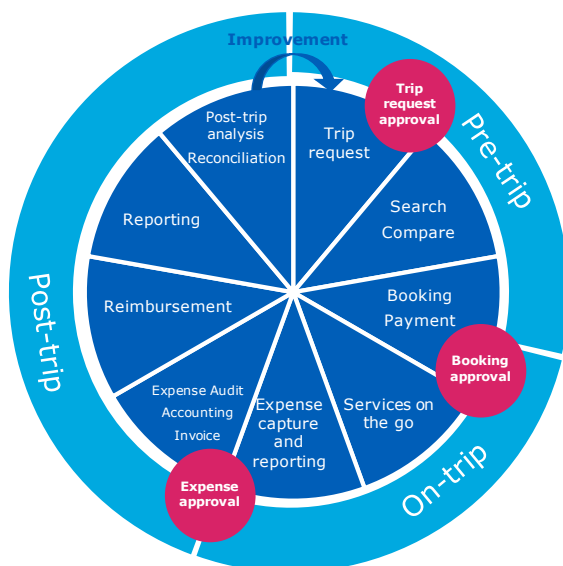 Improvement
Trip
request
approval
Pre-trip
Post-trip
analysis
Reconciliation
Trip
request
Search
Compare
Reporting
Reimbursement
Booking
Payment
Booking
approval
Post-trip
Expense Audit
Accounting
Invoice
Expense
capture
and
reporting
Services on
the go
On-trip
Expense
approval